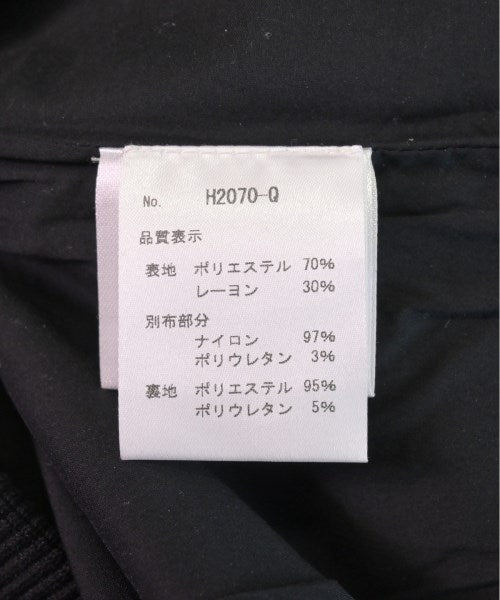 No. H2070-Q
品質表示
表地 ポリエステル 70%
レーヨン 30%
別布部分
ナイロン 97%
ポリウレタン 3%
裏地 ポリエステル 95%
ポリウレタン 5%